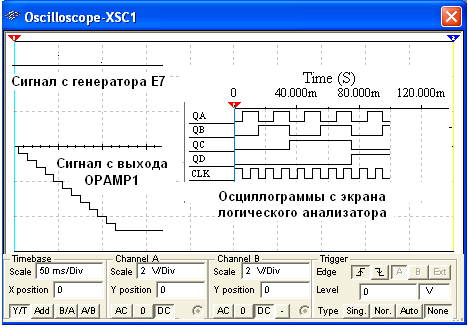 Oscilloscope-XSC1
Сигнал с генератора E7
Time (S)
0 40.000m 80.000m 120.000m
QA
QB
QC
QD
CLK
Сигнал с выхода
OPAMP1
Осциллограммы с экрана
логического анализатора
Timebase
Scale 50 ms/Div
X position 0
Y/T Add B/A A/B
Channel A
Scale 2 V/Div
Y position 0
AC 0 DC
Channel B
Scale 2 V/Div
Y position 0
AC 0 DC -
Trigger
Edge A B Ext
Level 0 V
Type Sing. Nor. Auto None